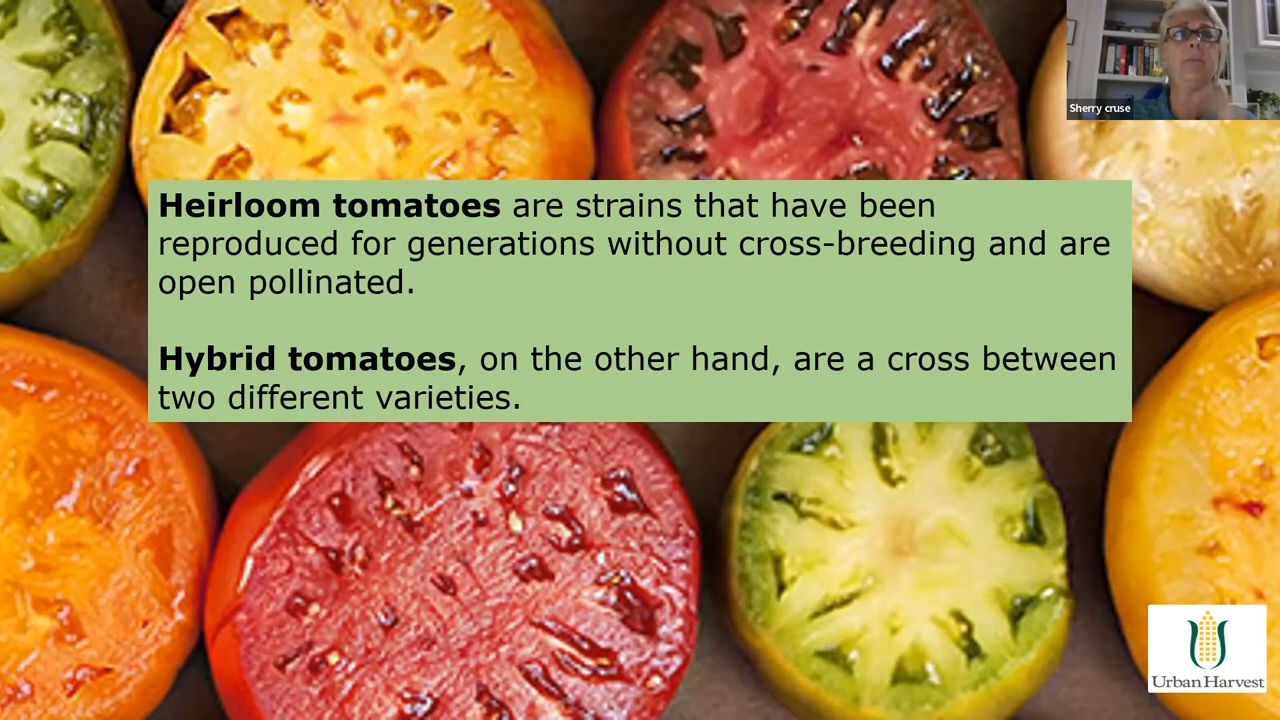 Sherry cruse
Heirloom tomatoes are strains that have been
reproduced for generations without cross-breeding and are
open pollinated.
Hybrid tomatoes, on the other hand, are a cross between
two different varieties.
Urban Harvest